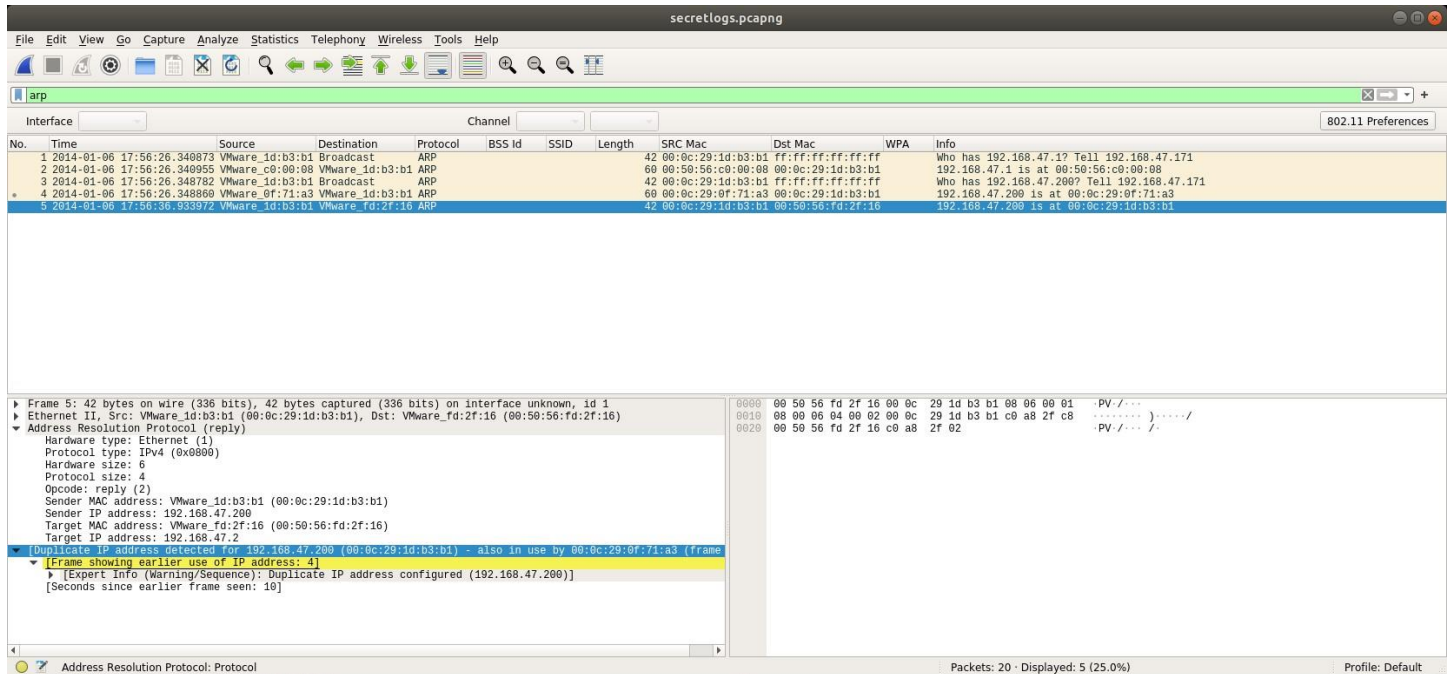 secretlogs.pcapng
File Edit View Go Capture Analyze Statistics Telephony Wireless Tools Help
arp
Interface Channel 802.11 Preferences
No. Time Source Destination Protocol BSS Id SSID Length SRC Mac Dst Mac WPA Info
1 2014-01-06 17:56:26.340873 VMware_1d:b3:b1 Broadcast ARP 42 00:0c:29:1d:b3:b1 ff:ff:ff:ff:ff:ff Who has 192.168.47.1? Tell 192.168.47.171
2 2014-01-06 17:56:26.340955 VMware_c0:00:08 VMware_1d:b3:b1 ARP 60 00:50:56:c0:00:08 00:0c:29:1d:b3:b1 192.168.47.1 is at 00:50:56:c0:00:08
3 2014-01-06 17:56:26.348782 VMware_1d:b3:b1 Broadcast ARP 42 00:0c:29:1d:b3:b1 ff:ff:ff:ff:ff:ff Who has 192.168.47.200? Tell 192.168.47.171
4 2014-01-06 17:56:26.348860 VMware_0f:71:a3 VMware_1d:b3:b1 ARP 60 00:0c:29:0f:71:a3 00:0c:29:1d:b3:b1 192.168.47.200 is at 00:0c:29:0f:71:a3
5 2014-01-06 17:56:36.933972 VMware_1d:b3:b1 VMware_fd:2f:16 ARP 42 00:0c:29:1d:b3:b1 00:50:56:fd:2f:16 192.168.47.200 is at 00:0c:29:1d:b3:b1
Frame 5: 42 bytes on wire (336 bits), 42 bytes captured (336 bits) on interface unknown, id 1
Ethernet II, Src: VMware_1d:b3:b1 (00:0c:29:1d:b3:b1), Dst: VMware_fd:2f:16 (00:50:56:fd:2f:16)
Address Resolution Protocol (reply)
Hardware type: Ethernet (1)
Protocol type: IPv4 (0x0800)
Hardware size: 6
Protocol size: 4
Opcode: reply (2)
Sender MAC address: VMware_1d:b3:b1 (00:0c:29:1d:b3:b1)
Sender IP address: 192.168.47.200
Target MAC address: VMware_fd:2f:16 (00:50:56:fd:2f:16)
Target IP address: 192.168.47.2
[Duplicate IP address detected for 192.168.47.200 (00:0c:29:1d:b3:b1) - also in use by 00:0c:29:0f:71:a3 (frame
[Frame showing earlier use of IP address: 4]
[Expert Info (Warning/Sequence): Duplicate IP address configured (192.168.47.200)]
[Seconds since earlier frame seen: 10]
0000 00 50 56 fd 2f 16 00 0c 29 1d b3 b1 08 06 00 01 ·PV·/···
0010 08 00 06 04 00 02 00 0c 29 1d b3 b1 c0 a8 2f c8 ········ )·····/
0020 00 50 56 fd 2f 16 c0 a8 2f 02 ·PV·/··· /·
Address Resolution Protocol: Protocol Packets: 20 · Displayed: 5 (25.0%) Profile: Default